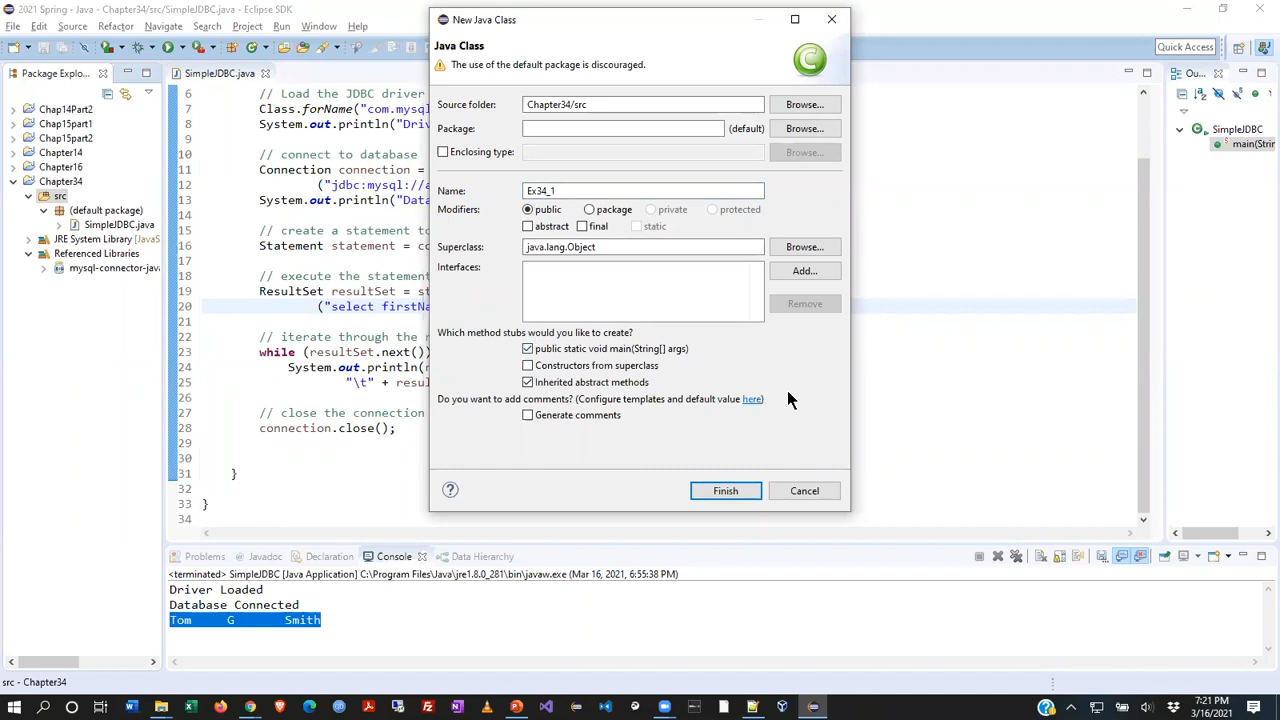 2021 Spring - Java - Chapter34/src/SimpleJDBC.java - Eclipse SDK
File Edit Source Refactor Navigate Search Project Run Window Help
Quick Access
Package Explo...
Chap14Part2
Chap15part1
Chap15part2
Chapter14
Chapter16
Chapter34
src
(default package)
SimpleJDBC.java
JRE System Library [JavaS
Referenced Libraries
mysql-connector-java
SimpleJDBC.java
6 // Load the JDBC driver
7 Class.forName("com.mysql
8 System.out.println("Driv
9
10 // connect to database
11 Connection connection =
12 ("jdbc:mysql://a
13 System.out.println("Data
14
15 // create a statement to
16 Statement statement = co
17
18 // execute the statement
19 ResultSet resultSet = st
20 ("select firstNa
21
22 // iterate through the r
23 while (resultSet.next())
24 System.out.println(r
25 "\t" + resul
26
27 // close the connection
28 connection.close();
29
30
31 }
32
33 }
34
New Java Class
Java Class
The use of the default package is discouraged.
Source folder: Chapter34/src Browse...
Package: (default) Browse...
Enclosing type: Browse...
Name: Ex34_1
Modifiers: public package private protected
abstract final static
Superclass: java.lang.Object Browse...
Interfaces: Add...
Remove
Which method stubs would you like to create?
public static void main(String[] args)
Constructors from superclass
Inherited abstract methods
Do you want to add comments? (Configure templates and default value here)
Generate comments
Finish Cancel
Ou...
SimpleJDBC
main(Strin
Problems Javadoc Declaration Console Data Hierarchy
<terminated> SimpleJDBC [Java Application] C:\Program Files\Java\jre1.8.0_281\bin\javaw.exe (Mar 16, 2021, 6:55:38 PM)
Driver Loaded
Database Connected
Tom G Smith
src - Chapter34
7:21 PM
3/16/2021